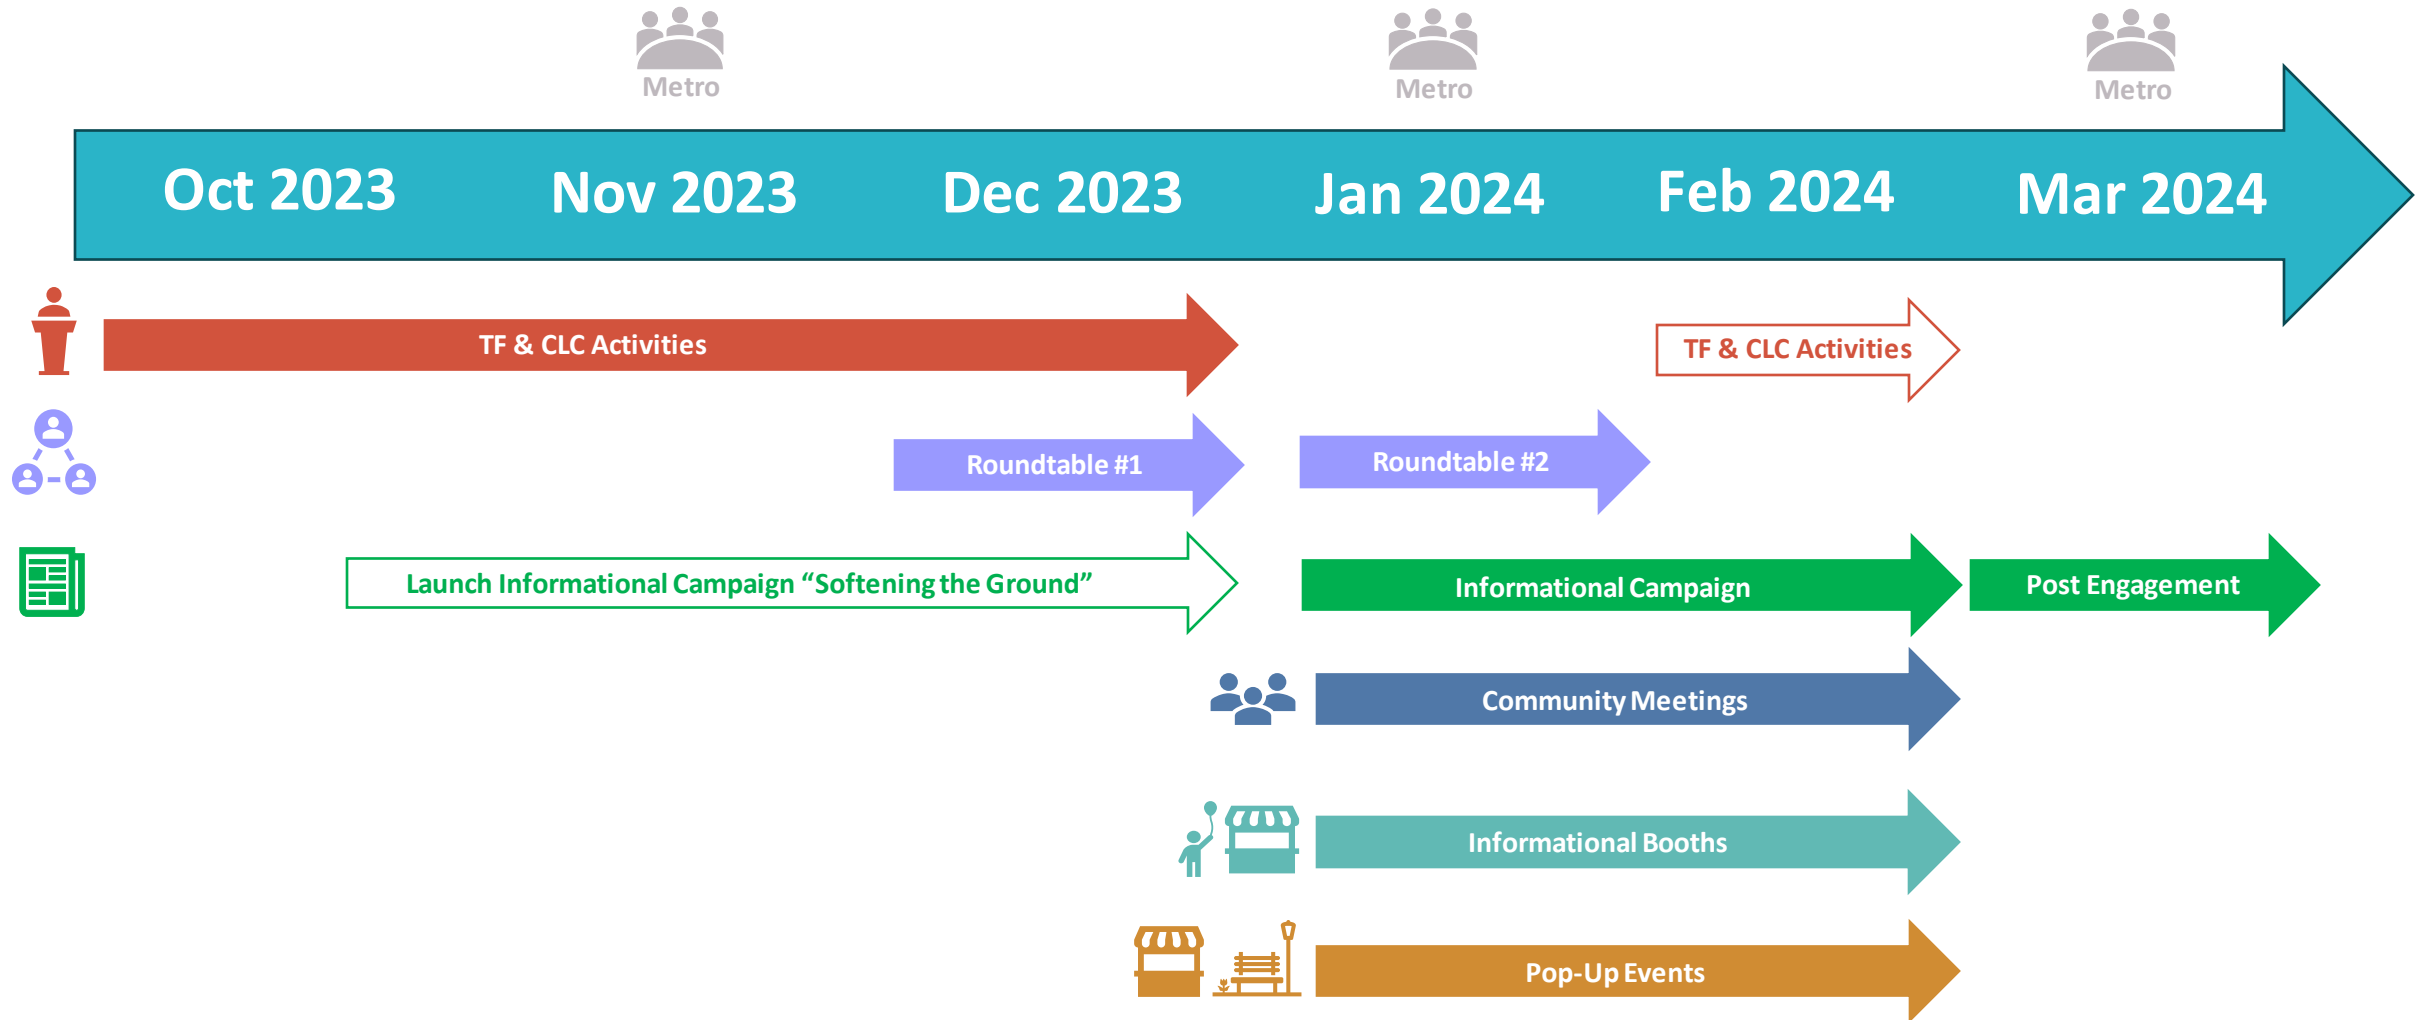 Metro
Metro
Metro
Oct 2023
Nov 2023
Dec 2023
Jan 2024
Feb 2024
Mar 2024
TF & CLC Activities
TF & CLC Activities
Roundtable #1
Roundtable #2
Launch Informational Campaign “Softening the Ground”
Informational Campaign
Post Engagement
Community Meetings
Informational Booths
Pop-Up Events